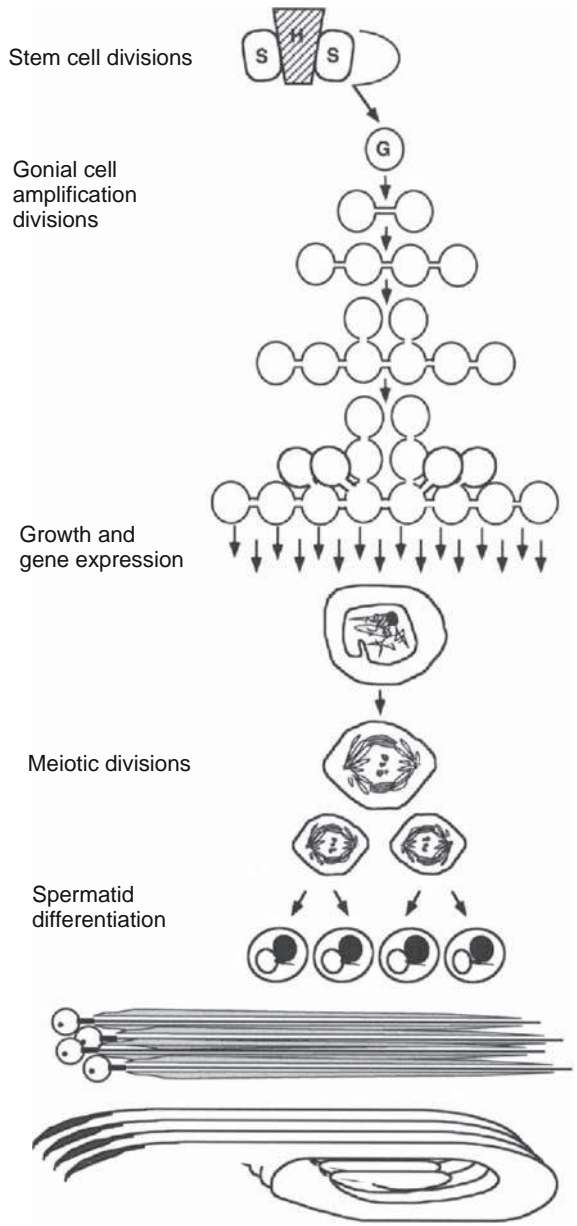 Stem cell divisions
S H S
G
Gonial cell
amplification
divisions
Growth and
gene expression
Meiotic divisions
Spermatid
differentiation